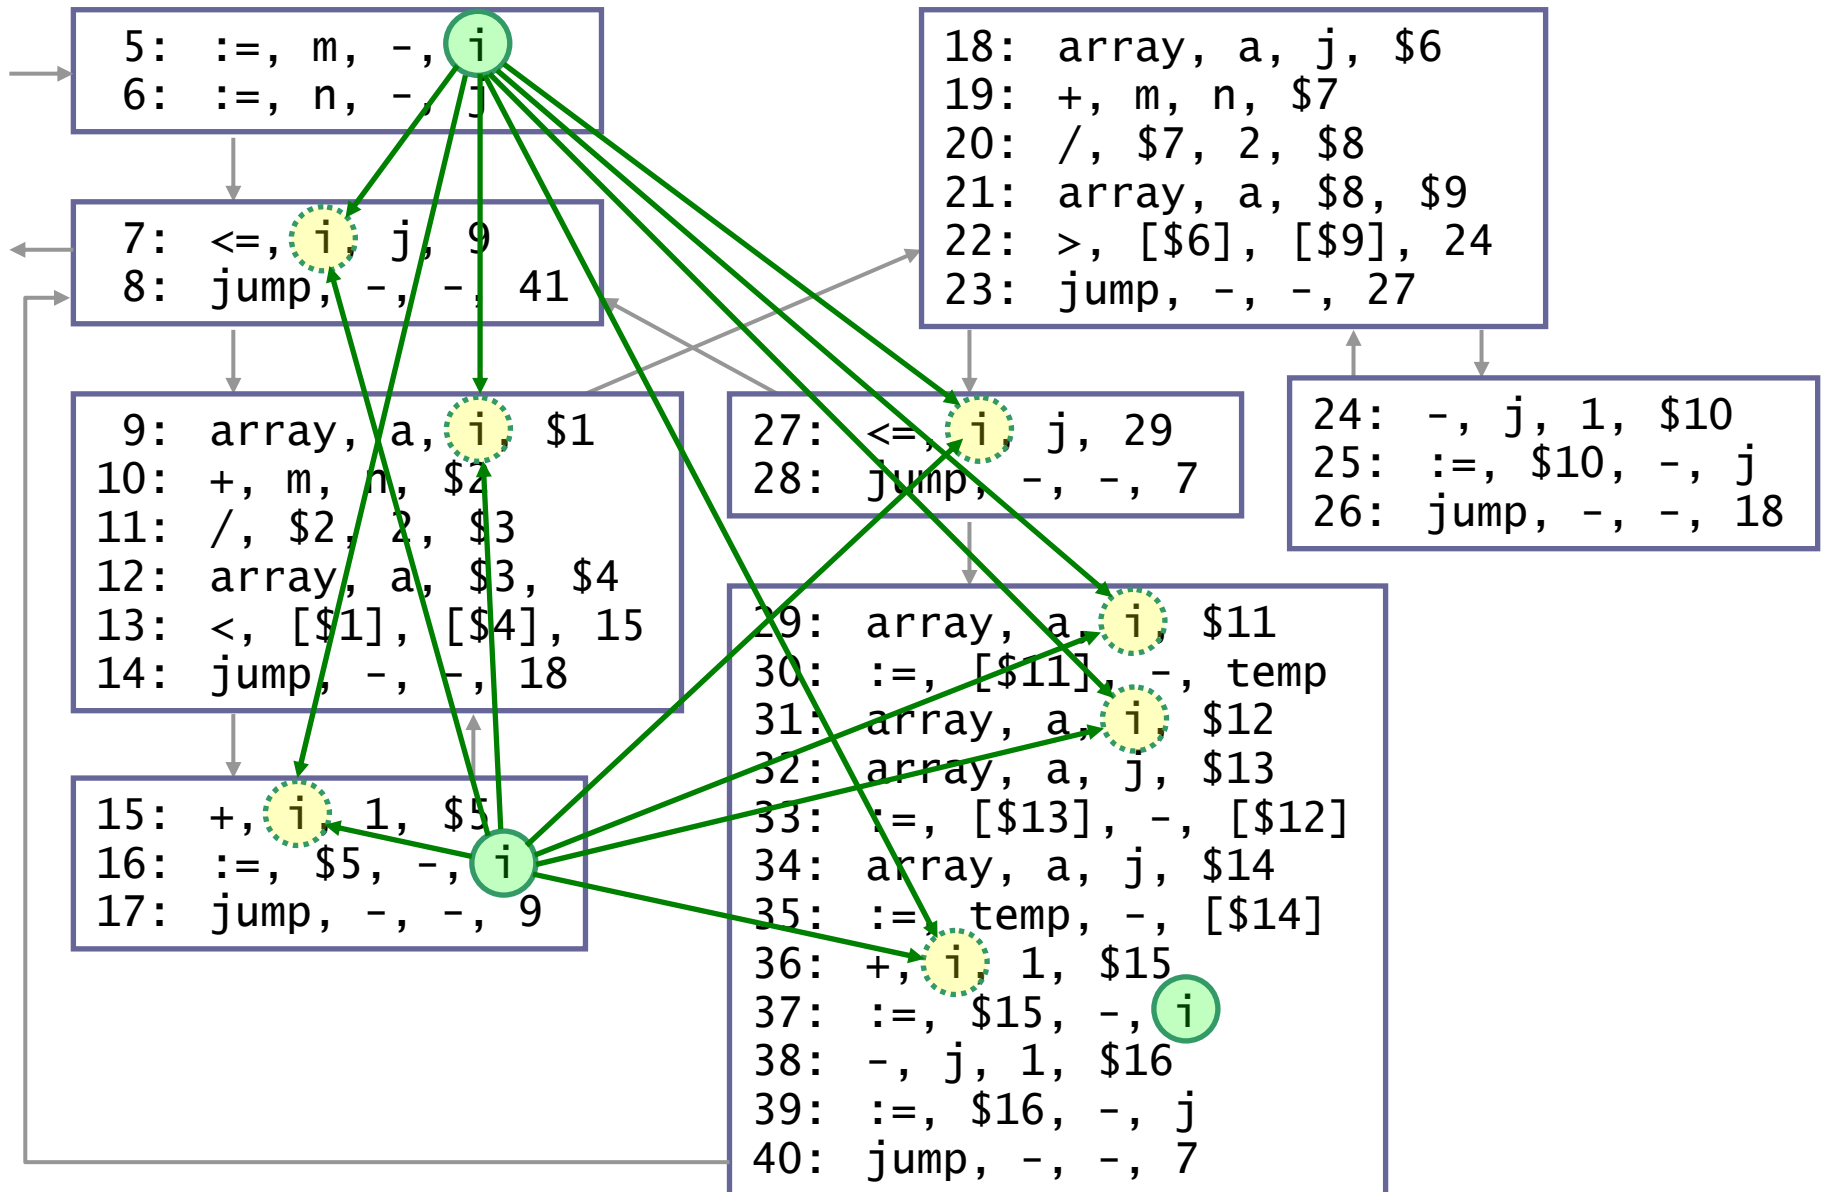 5: :=, m, -, i
6: :=, n, -, j
7: <=, i, j, 9
8: jump, -, -, 41
9: array, a, i, $1
10: +, m, n, $2
11: /, $2, 2, $3
12: array, a, $3, $4
13: <, [$1], [$4], 15
14: jump, -, -, 18
15: +, i, 1, $5
16: :=, $5, -, i
17: jump, -, -, 9
18: array, a, j, $6
19: +, m, n, $7
20: /, $7, 2, $8
21: array, a, $8, $9
22: >, [$6], [$9], 24
23: jump, -, -, 27
24: -, j, 1, $10
25: :=, $10, -, j
26: jump, -, -, 18
27: <=, i, j, 29
28: jump, -, -, 7
29: array, a, i, $11
30: :=, [$11], -, temp
31: array, a, i, $12
32: array, a, j, $13
33: :=, [$13], -, [$12]
34: array, a, j, $14
35: :=, temp, -, [$14]
36: +, i, 1, $15
37: :=, $15, -, i
38: -, j, 1, $16
39: :=, $16, -, j
40: jump, -, -, 7